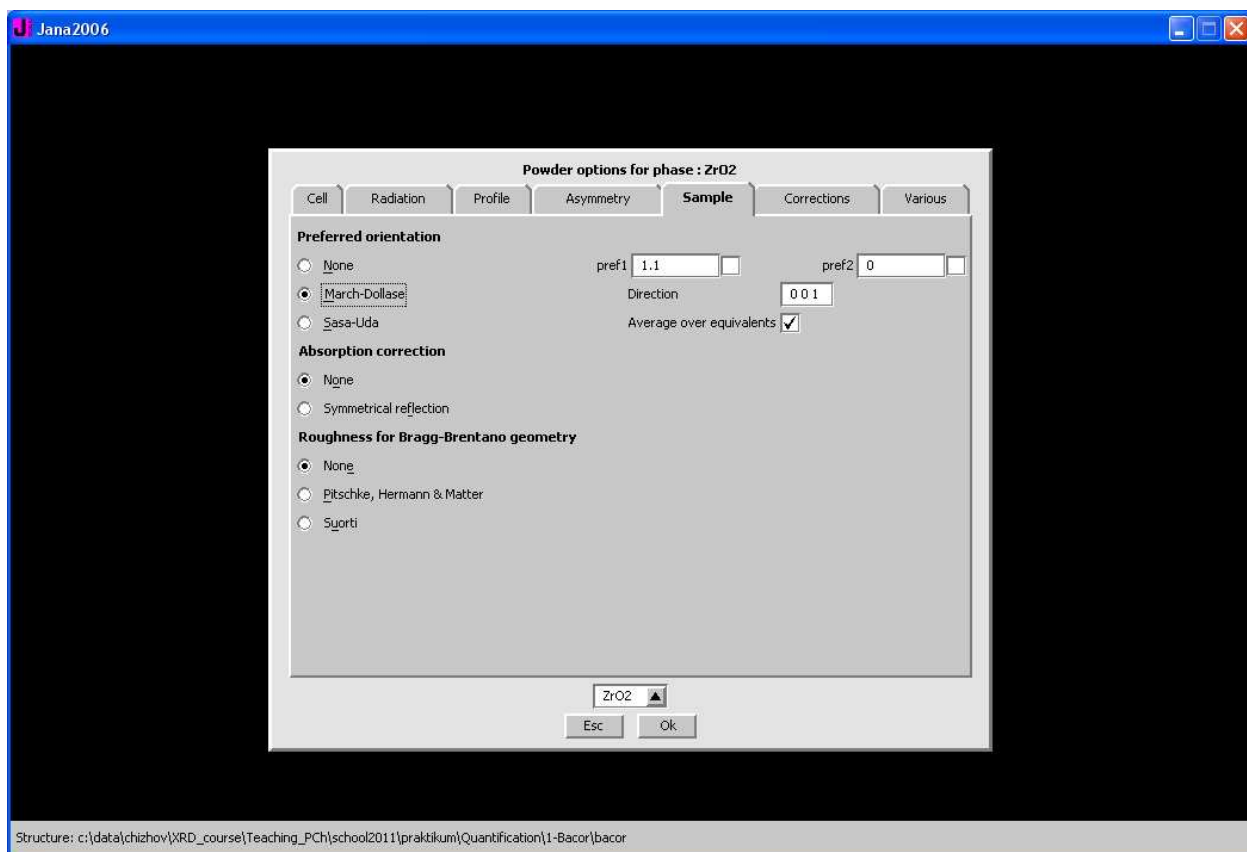 Jana2006
Powder options for phase : ZrO2
Cell Radiation Profile Asymmetry Sample Corrections Various
Preferred orientation
None pref1 1.1 pref2 0
March-Dollase Direction 0 0 1
Sasa-Uda Average over equivalents
Absorption correction
None
Symmetrical reflection
Roughness for Bragg-Brentano geometry
None
Pitschke, Hermann & Matter
Suorti
ZrO2
Esc Ok
Structure: c:\data\chizhov\XRD_course\Teaching_PCh\school2011\praktikum\Quantification\1-Bacor\bacor